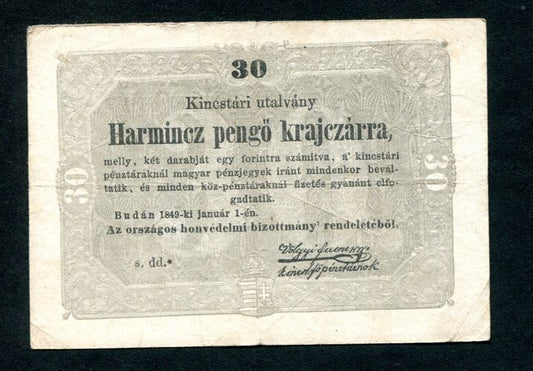 30
Kincstári utalvány
Harmincz pengő krajczárra,
melly, két darabját egy forintra számitva, a' kincstári
pénztáraknál magyar pénzjegyek iránt mindenkor bevál-
tatik, és minden köz-pénztáraknál fizetés gyanánt elfo-
gadtatik.
Budán 1849-ki január 1-én.
Az országos honvédelmi bizottmány' rendeletéből.
s. dd.*
30
30